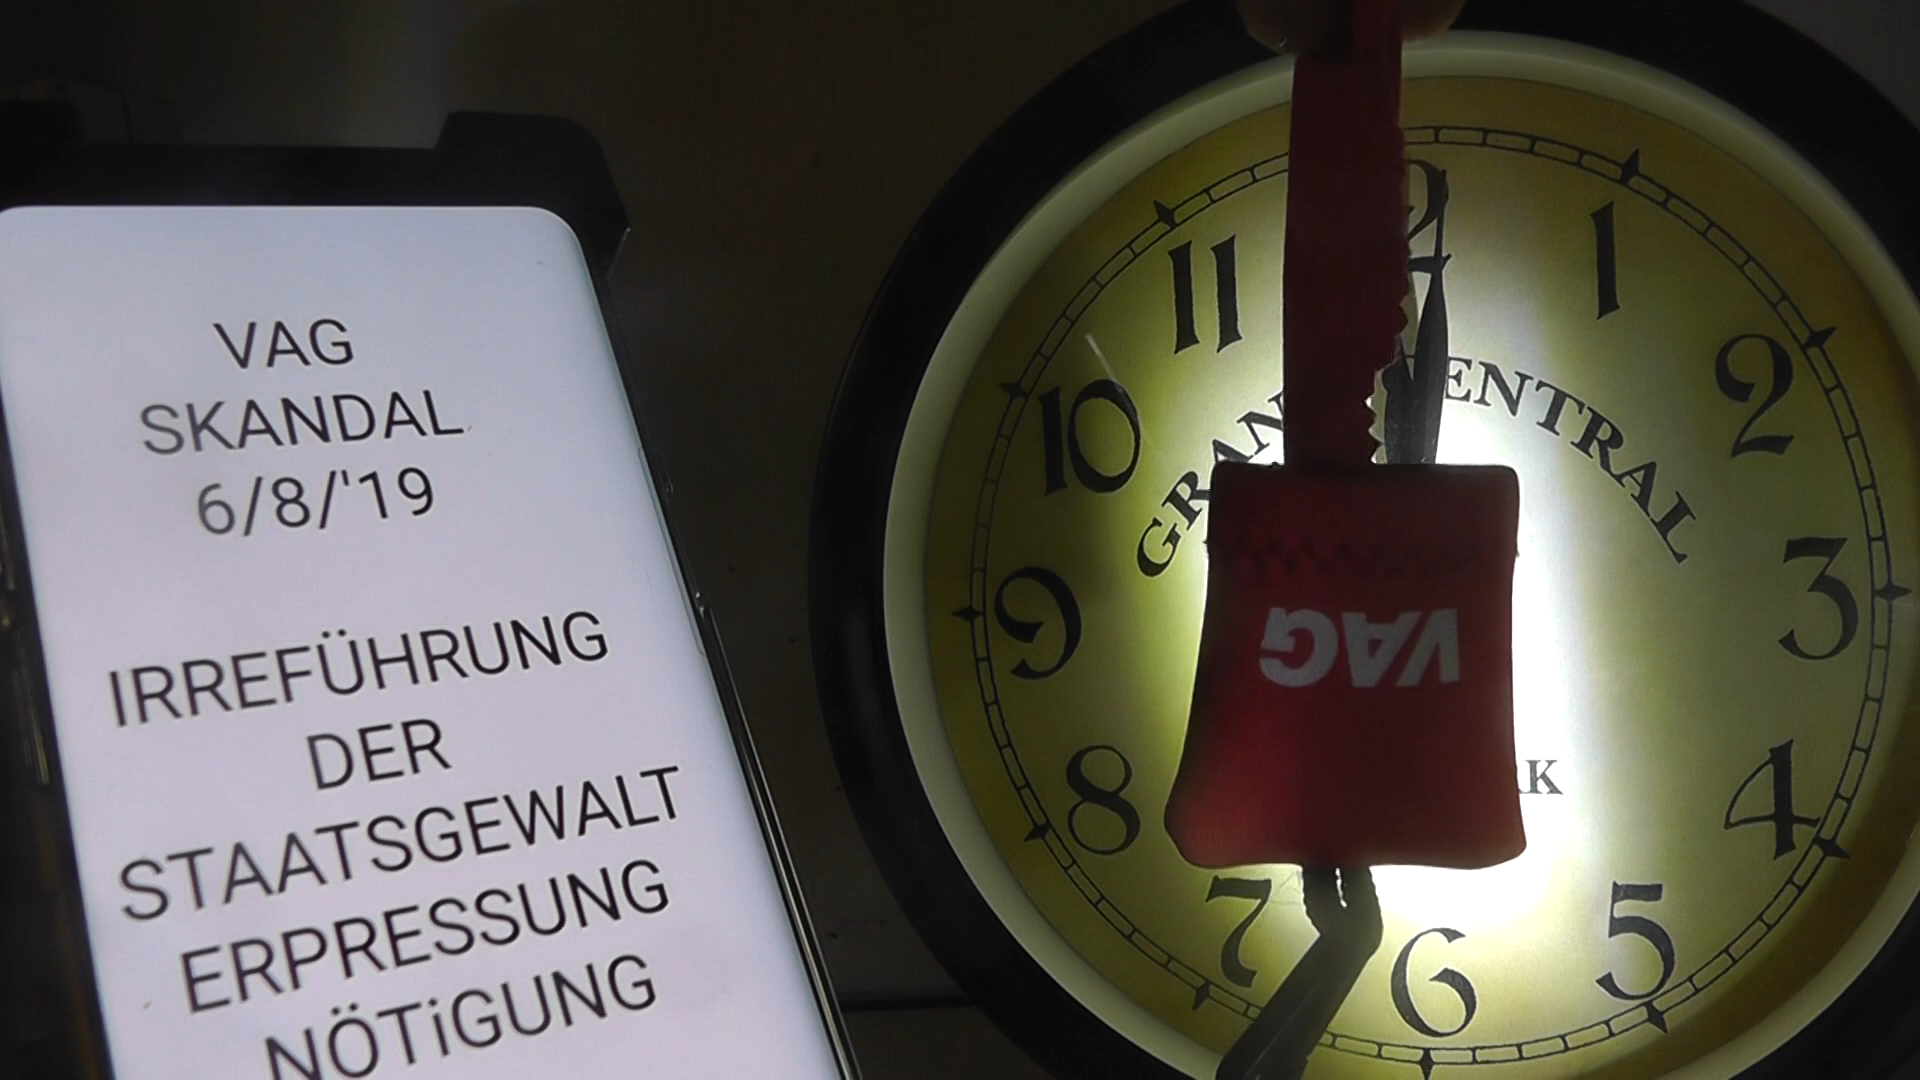 VAG
SKANDAL
6/8/'19
IRREFÜHRUNG
DER
STAATSGEWALT
ERPRESSUNG
NÖTiGUNG
1
2
3
4
5
6
7
8
9
10
11
CENTRAL
VAG